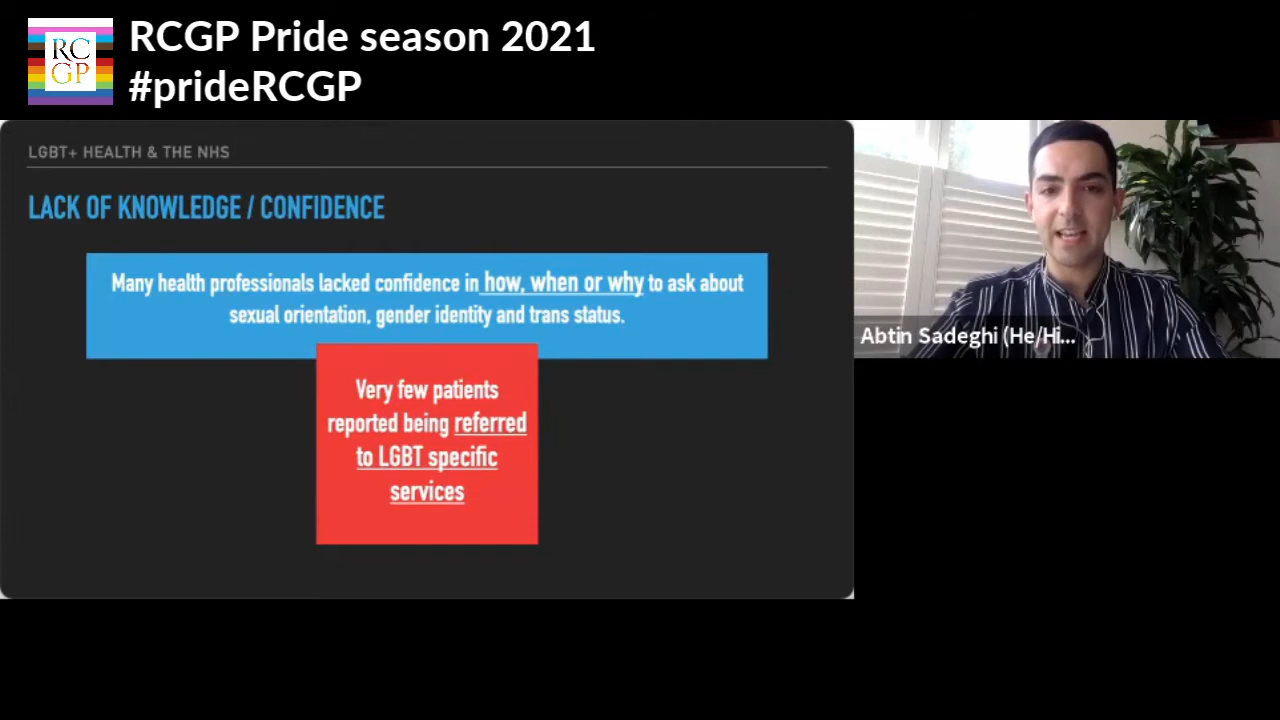 RC
GP
RCGP Pride season 2021
#prideRCGP
LGBT+ HEALTH & THE NHS
LACK OF KNOWLEDGE / CONFIDENCE
Many health professionals lacked confidence in how, when or why to ask about
sexual orientation, gender identity and trans status.
Very few patients
reported being referred
to LGBT specific
services
Abtin Sadeghi (He/Hi...